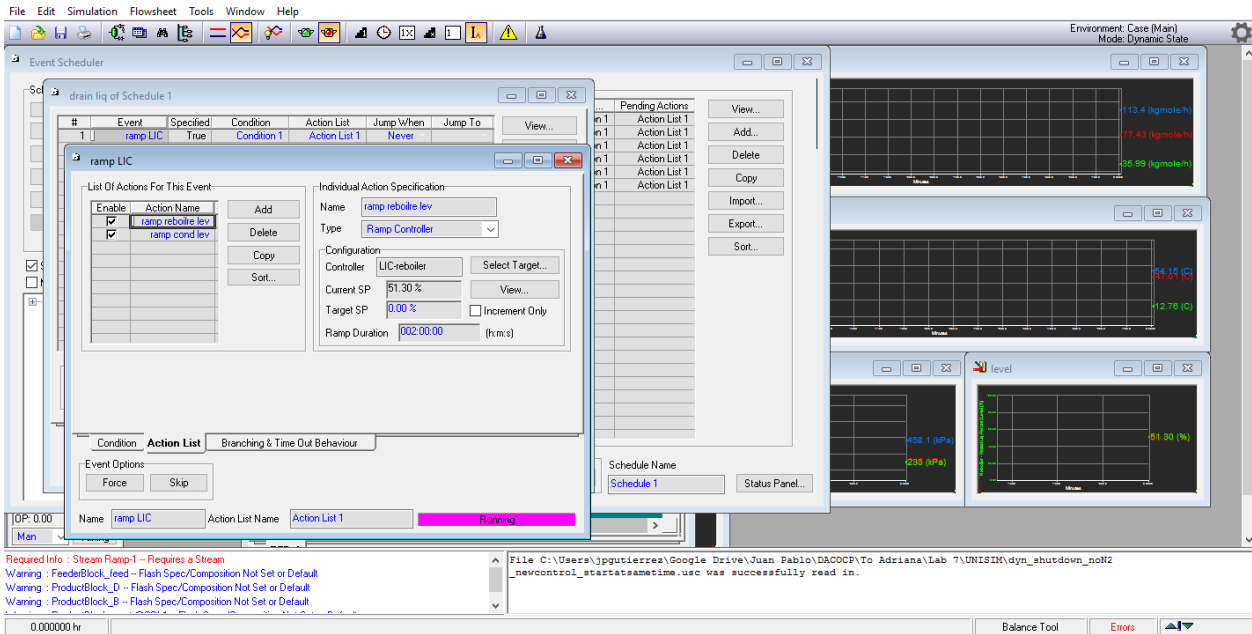 File Edit Simulation Flowsheet Actions Tools Window Help
Environment: Case (Main)
Mode: Dynamic State
Event Scheduler
drain liq of Schedule 1
# Event Specified Condition Action List Jump When Jump To
1 ramp LIC True Condition 1 Action List 1 Never
View...
Pending Actions
Action List 1
Action List 1
Action List 1
Action List 1
Action List 1
Action List 1
View...
Add...
Delete
Copy
Import...
Export...
Sort...
ramp LIC
List Of Actions For This Event
Enable Action Name
ramp reboilre lev
ramp cond lev
Add
Delete
Copy
Sort...
Individual Action Specification
Name ramp reboilre lev
Type Ramp Controller
Configuration
Controller LIC-reboiler Select Target...
Current SP 51.30 % View...
Target SP 0.00 % Increment Only
Ramp Duration 002:00:00 (h:m:s)
Condition Action List Branching & Time Out Behaviour
Event Options
Force Skip
Name ramp LIC Action List Name Action List 1 Running
Schedule Name
Schedule 1
Status Panel...
113.4 (kgmole/h)
77.43 (kgmole/h)
35.99 (kgmole/h)
Minutes
54.15 (C)
47.01 (C)
12.76 (C)
Minutes
458.1 (kPa)
233 (kPa)
level
51.30 (%)
Minutes
OP: 0.00
Man
Required Info : Stream Ramp-1 -- Requires a Stream
Warning : FeederBlock_feed -- Flash Spec/Composition Not Set or Default
Warning : ProductBlock_D -- Flash Spec/Composition Not Set or Default
Warning : ProductBlock_B -- Flash Spec/Composition Not Set or Default
File C:\Users\jpgutierrez\Google Drive\Juan Pablo\DACOCP\To Adriana\Lab 7\UNISIM\dyn_shutdown_noN2
_newcontrol_startatsametime.usc was successfully read in.
0.000000 hr
Balance Tool Errors